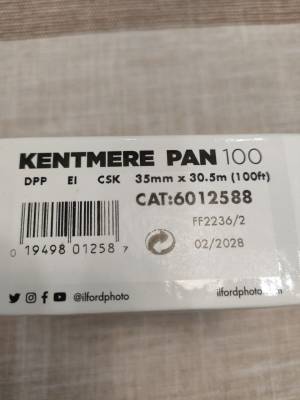 KENTMERE PAN 100
DPP EI CSK 35mm x 30.5m (100ft)
CAT:6012588
FF2236/2
02/2028
0 19498 01258 7
@ilfordphoto
ilfordphoto.